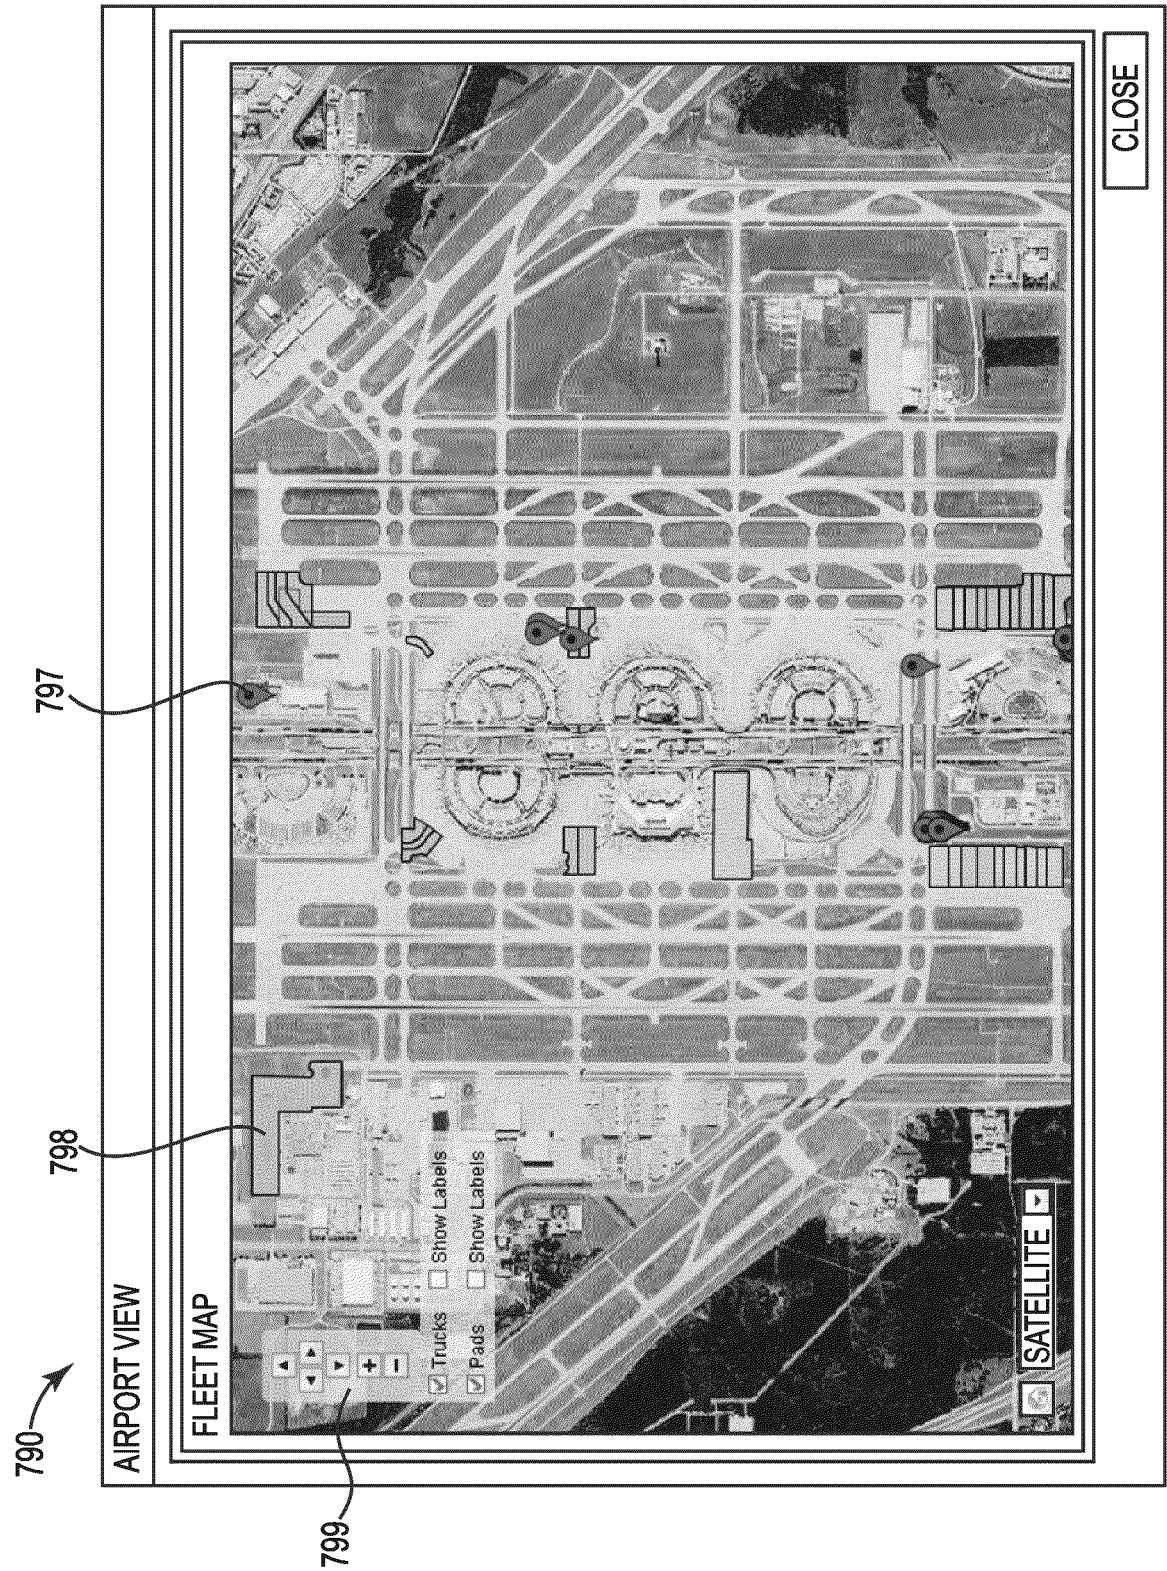 790
AIRPORT VIEW
FLEET MAP
799
798
797
Trucks Show Labels
Pads Show Labels
SATELLITE
CLOSE